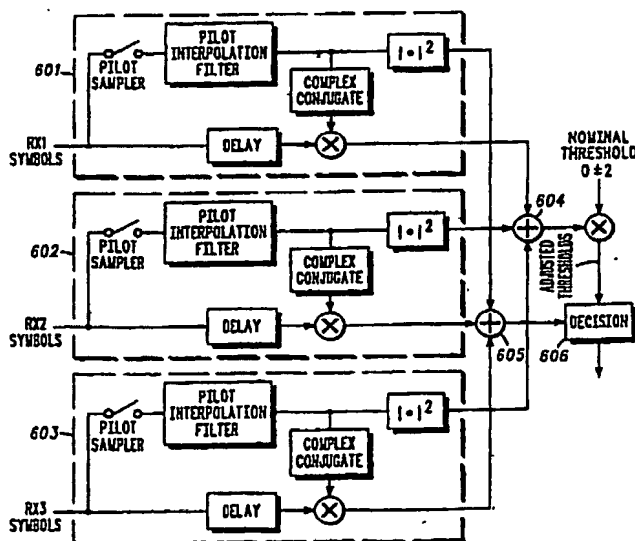 601
PILOT
SAMPLER
PILOT
INTERPOLATION
FILTER
COMPLEX
CONJUGATE
|•|²
RX1
SYMBOLS
DELAY
X
NOMINAL
THRESHOLD
0 ±2
602
PILOT
SAMPLER
PILOT
INTERPOLATION
FILTER
COMPLEX
CONJUGATE
|•|²
RX2
SYMBOLS
DELAY
X
+
604
X
ADJUSTED
THRESHOLDS
+
605
DECISION
606
603
PILOT
SAMPLER
PILOT
INTERPOLATION
FILTER
COMPLEX
CONJUGATE
|•|²
RX3
SYMBOLS
DELAY
X